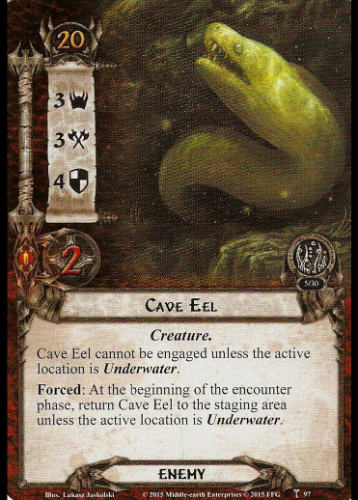 20
3
3
4
2
5/30
CAVE EEL
Creature.
Cave Eel cannot be engaged unless the active
location is Underwater.
Forced: At the beginning of the encounter
phase, return Cave Eel to the staging area
unless the active location is Underwater.
ENEMY
Illus. Lukasz Jaskolski
© 2015 Middle-earth Enterprises © 2015 FFG
97